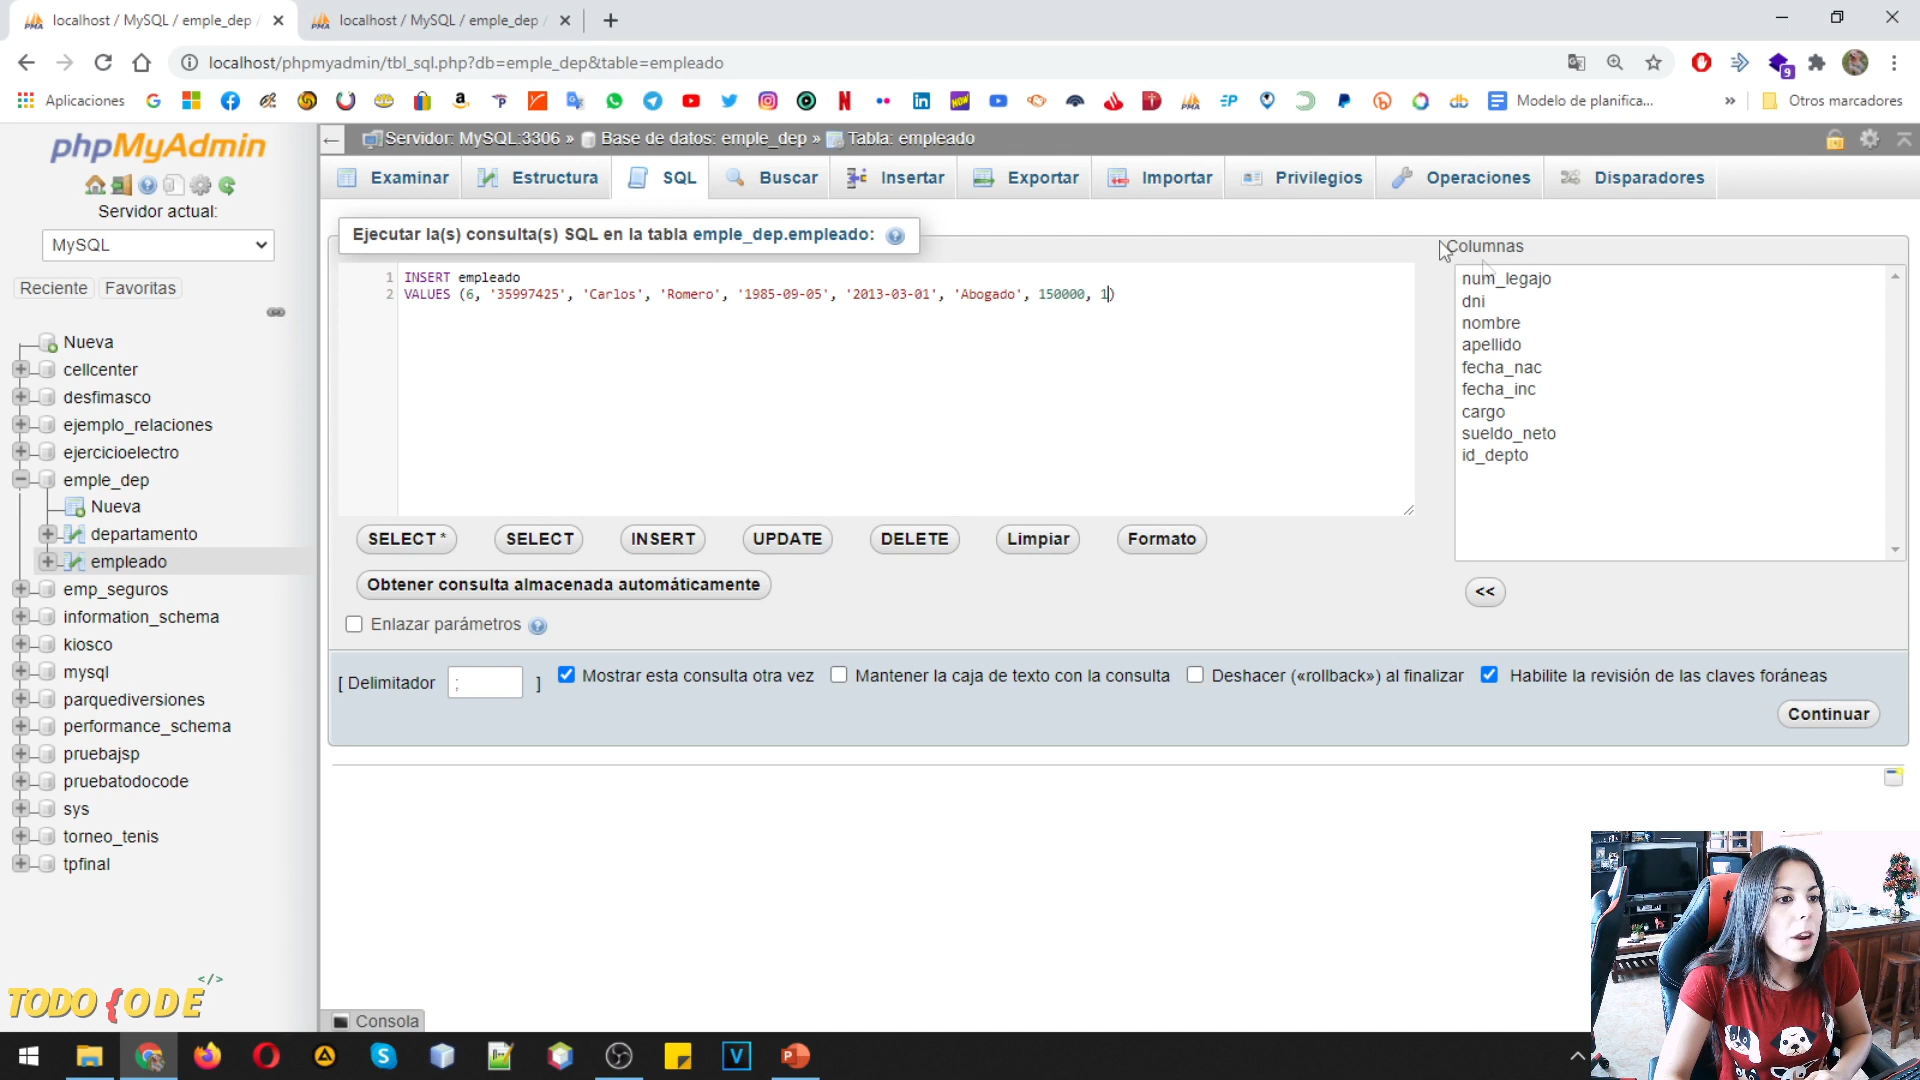 localhost / MySQL / emple_dep
localhost / MySQL / emple_dep
localhost/phpmyadmin/tbl_sql.php?db=emple_dep&table=empleado
9
Aplicaciones
Modelo de planifica...
»
Otros marcadores
phpMyAdmin
Servidor actual:
MySQL
Reciente
Favoritas
Nueva
cellcenter
desfimasco
ejemplo_relaciones
ejercicioelectro
emple_dep
Nueva
departamento
empleado
emp_seguros
information_schema
kiosco
mysql
parquediversiones
performance_schema
pruebajsp
pruebatodocode
sys
torneo_tenis
tpfinal
Servidor: MySQL:3306 » Base de datos: emple_dep » Tabla: empleado
Examinar
Estructura
SQL
Buscar
Insertar
Exportar
Importar
Privilegios
Operaciones
Disparadores
Ejecutar la(s) consulta(s) SQL en la tabla emple_dep.empleado:
1 INSERT empleado
2 VALUES (6, '35997425', 'Carlos', 'Romero', '1985-09-05', '2013-03-01', 'Abogado', 150000, 1)
Columnas
num_legajo
dni
nombre
apellido
fecha_nac
fecha_inc
cargo
sueldo_neto
id_depto
<<
SELECT *
SELECT
INSERT
UPDATE
DELETE
Limpiar
Formato
Obtener consulta almacenada automáticamente
Enlazar parámetros
[ Delimitador ; ]
Mostrar esta consulta otra vez
Mantener la caja de texto con la consulta
Deshacer («rollback») al finalizar
Habilite la revisión de las claves foráneas
Continuar
Consola
</>
TODO {ODE